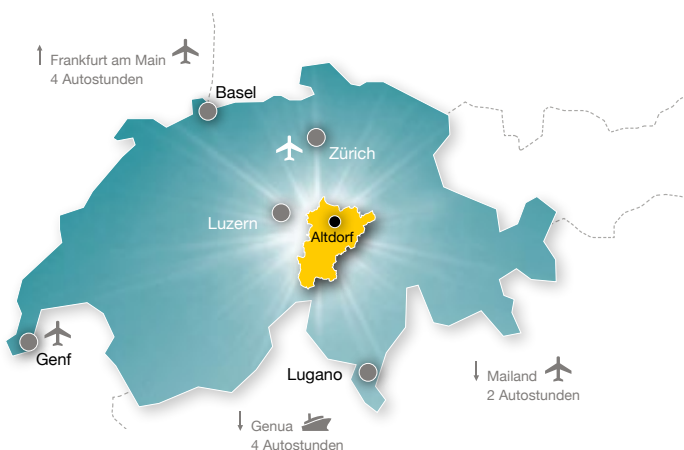 Frankfurt am Main
4 Autostunden
Basel
Zürich
Luzern
Altdorf
Genf
Lugano
Mailand
2 Autostunden
Genua
4 Autostunden